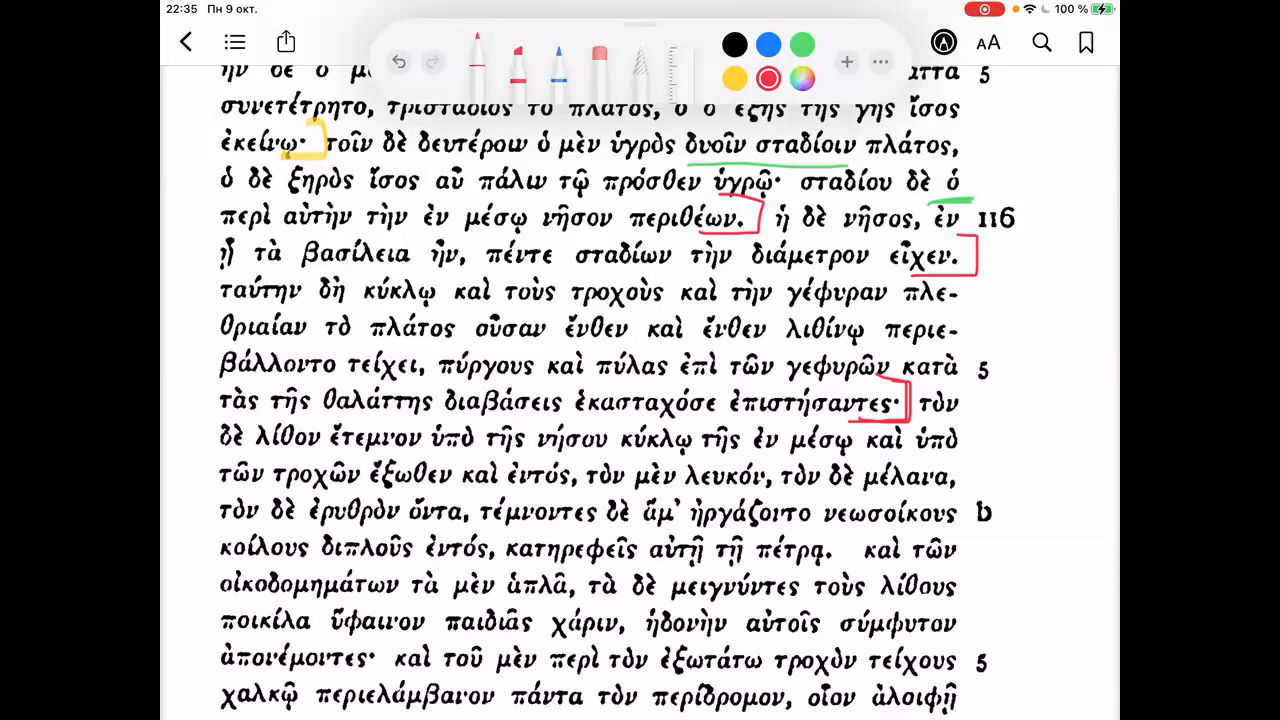 22:35 Пн 9 окт. 100 %
AA
ἦν δὲ ὁ 5
συνετέτρητο, τρισταδιος τὸ πλάτος, ὁ δ ἑξῆς τῆς γῆς ἴσος
ἐκείνῳ· τοῖν δὲ δευτέροιν ὁ μὲν ὑγρὸς δυοῖν σταδίοιν πλάτος,
ὁ δὲ ξηρὸς ἴσος αὖ πάλιν τῷ πρόσθεν ὑγρῷ· σταδίου δὲ ὁ
περὶ αὐτὴν τὴν ἐν μέσῳ νῆσον περιθέων. ἡ δὲ νῆσος, ἐν 116
ᾗ τὰ βασίλεια ἦν, πέντε σταδίων τὴν διάμετρον εἶχεν.
ταύτην δὴ κύκλῳ καὶ τοὺς τροχοὺς καὶ τὴν γέφυραν πλε-
θριαίαν τὸ πλάτος οὖσαν ἔνθεν καὶ ἔνθεν λιθίνῳ περιε-
βάλλοντο τείχει, πύργους καὶ πύλας ἐπὶ τῶν γεφυρῶν κατὰ 5
τὰς τῆς θαλάττης διαβάσεις ἑκασταχόσε ἐπιστήσαντες· τὸν
δὲ λίθον ἔτεμνον ὑπὸ τῆς νήσου κύκλῳ τῆς ἐν μέσῳ καὶ ὑπὸ
τῶν τροχῶν ἔξωθεν καὶ ἐντός, τὸν μὲν λευκόν, τὸν δὲ μέλανα,
τὸν δὲ ἐρυθρὸν ὄντα, τέμνοντες δὲ ἅμ' ἠργάζοντο νεωσοίκους b
κοίλους διπλοῦς ἐντός, κατηρεφεῖς αὐτῇ τῇ πέτρᾳ. καὶ τῶν
οἰκοδομημάτων τὰ μὲν ἁπλᾶ, τὰ δὲ μειγνύντες τοὺς λίθους
ποικίλα ὕφαινον παιδιᾶς χάριν, ἡδονὴν αὐτοῖς σύμφυτον
ἀπονέμοντες· καὶ τοῦ μὲν περὶ τὸν ἐξωτάτω τροχὸν τείχους 5
χαλκῷ περιελάμβανον πάντα τὸν περίδρομον, οἷον ἀλοιφῇ